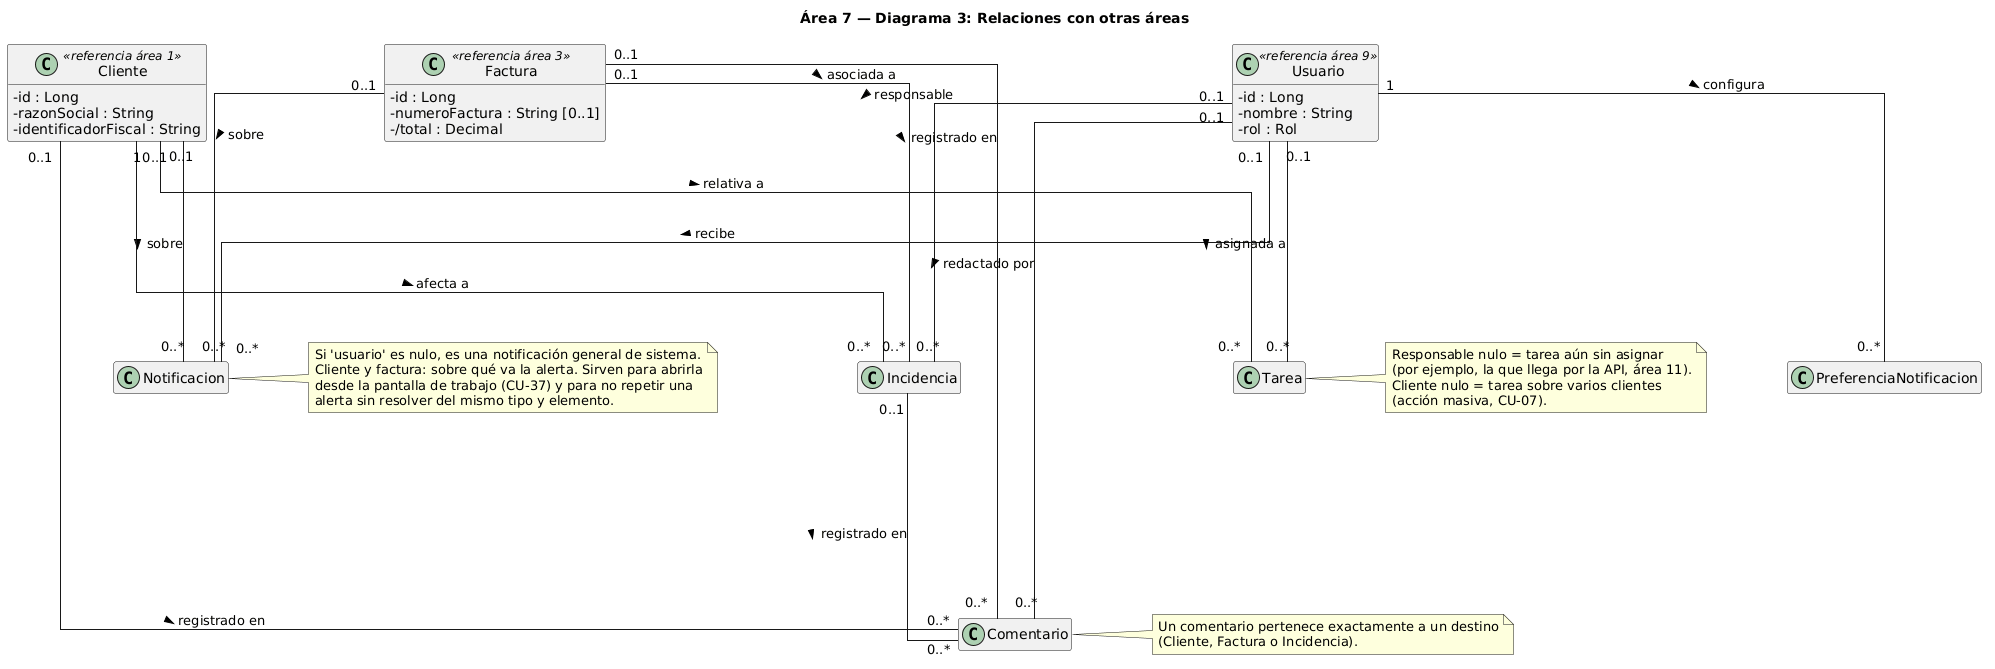 Área 7 — Diagrama 3: Relaciones con otras áreas
C «referencia área 1»
Cliente
-id : Long
-razonSocial : String
-identificadorFiscal : String
C «referencia área 3»
Factura
-id : Long
-numeroFactura : String [0..1]
-/total : Decimal
C «referencia área 9»
Usuario
-id : Long
-nombre : String
-rol : Rol
0..1
0..1
0..1
asociada a
responsable
0..1
0..1
1
configura
sobre
registrado en
0..1
1
0..1
0..1
0..1
0..1
relativa a
recibe
sobre
asignada a
redactado por
afecta a
0..*
0..*
0..*
0..*
0..*
0..*
0..*
0..*
0..*
C Notificacion
Si 'usuario' es nulo, es una notificación general de sistema.
Cliente y factura: sobre qué va la alerta. Sirven para abrirla
desde la pantalla de trabajo (CU-37) y para no repetir una
alerta sin resolver del mismo tipo y elemento.
C Incidencia
C Tarea
Responsable nulo = tarea aún sin asignar
(por ejemplo, la que llega por la API, área 11).
Cliente nulo = tarea sobre varios clientes
(acción masiva, CU-07).
C PreferenciaNotificacion
0..1
registrado en
0..*
0..*
registrado en
0..*
0..*
C Comentario
Un comentario pertenece exactamente a un destino
(Cliente, Factura o Incidencia).